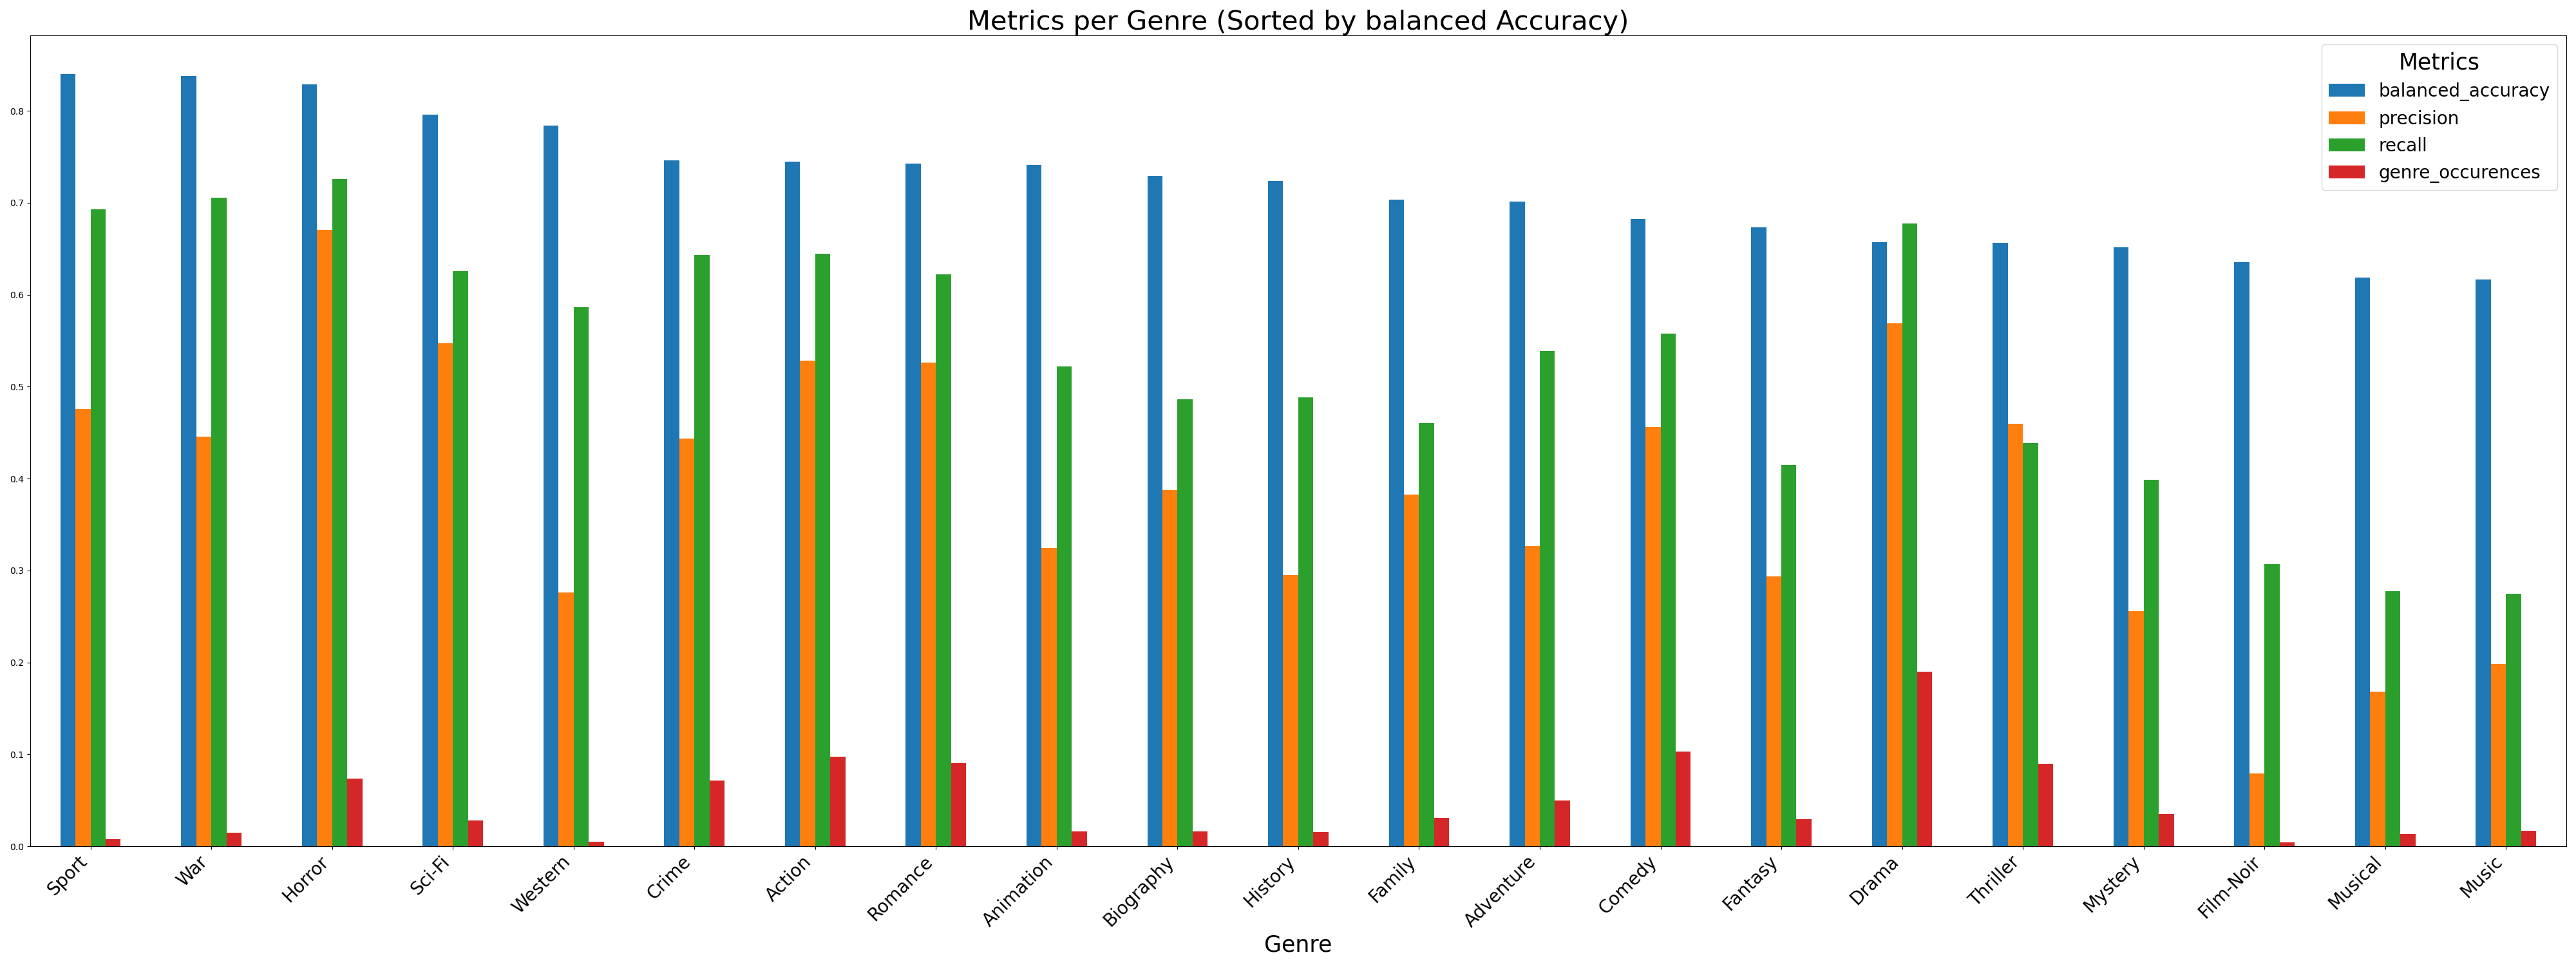 Metrics per Genre (Sorted by balanced Accuracy)
Metrics
balanced_accuracy
precision
recall
genre_occurences
0.8
0.7
0.6
0.5
0.4
0.3
0.2
0.1
0.0
Sport
War
Horror
Sci-Fi
Western
Crime
Action
Romance
Animation
Biography
History
Family
Adventure
Comedy
Fantasy
Drama
Thriller
Mystery
Film-Noir
Musical
Music
Genre